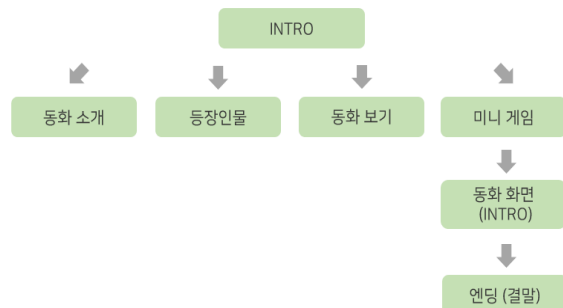 INTRO
동화 소개
등장인물
동화 보기
미니 게임
동화 화면
(INTRO)
엔딩 (결말)